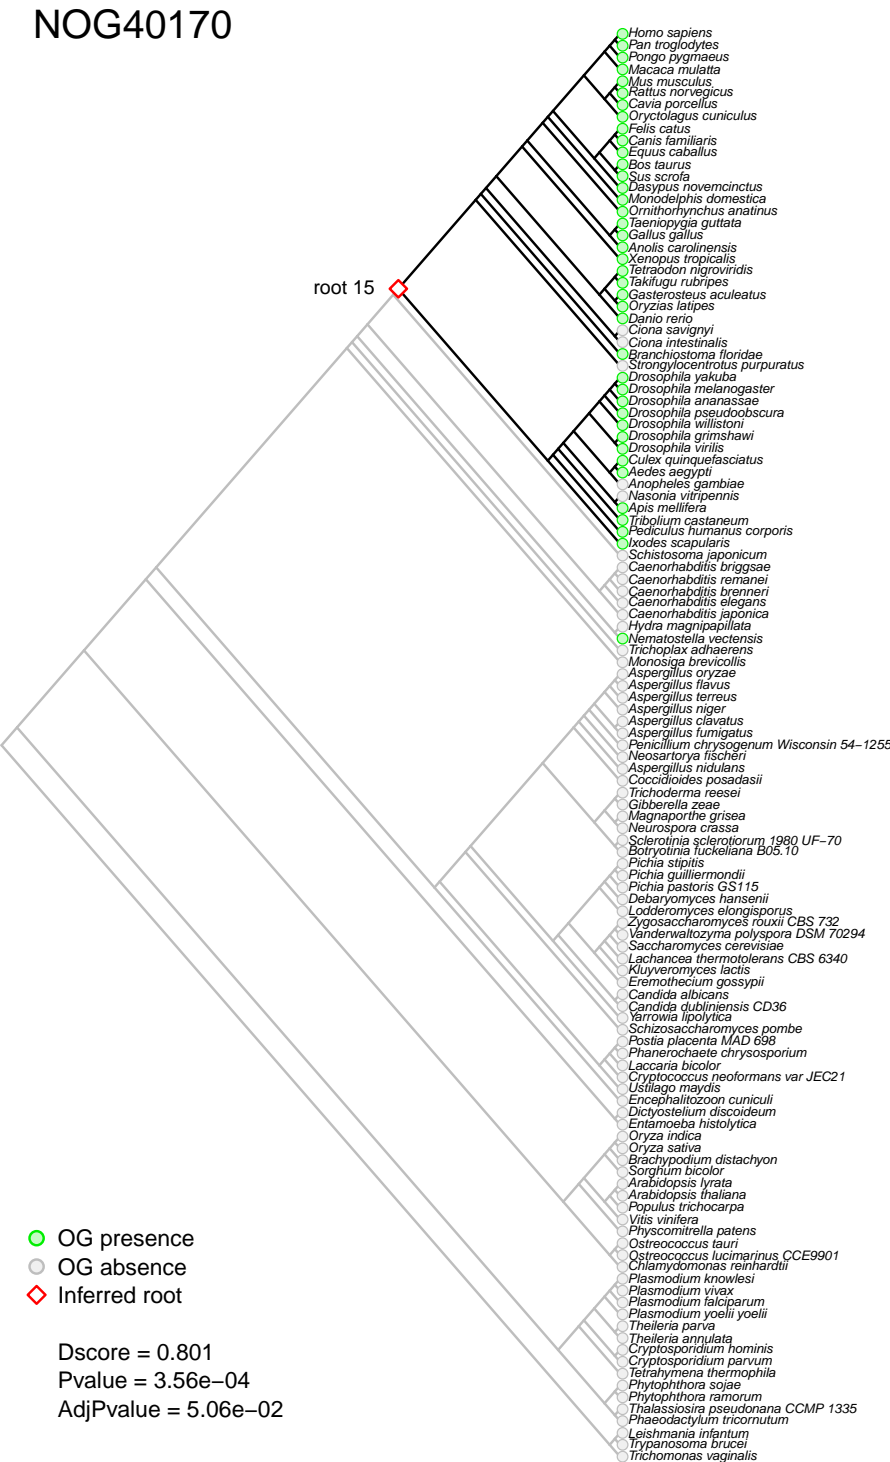 NOG40170
Homo sapiens
Pan troglodytes
Pongo pygmaeus
Macaca mulatta
Mus musculus
Rattus norvegicus
Cavia porcellus
Oryctolagus cuniculus
Felis catus
Canis familiaris
Equus caballus
Bos taurus
Sus scrofa
Dasypus novemcinctus
Monodelphis domestica
Ornithorhynchus anatinus
Taeniopygia guttata
Gallus gallus
Anolis carolinensis
Xenopus tropicalis
Tetraodon nigroviridis
Takifugu rubripes
root 15
Gasterosteus aculeatus
Oryzias latipes
Danio rerio
Ciona savignyi
Ciona intestinalis
Branchiostoma floridae
Strongylocentrotus purpuratus
Drosophila yakuba
Drosophila melanogaster
Drosophila ananassae
Drosophila pseudoobscura
Drosophila willistoni
Drosophila grimshawi
Drosophila virilis
Culex quinquefasciatus
Aedes aegypti
Anopheles gambiae
Nasonia vitripennis
Apis mellifera
Tribolium castaneum
Pediculus humanus corporis
Ixodes scapularis
Schistosoma japonicum
Caenorhabditis briggsae
Caenorhabditis remanei
Caenorhabditis brenneri
Caenorhabditis elegans
Caenorhabditis japonica
Hydra magnipapillata
Nematostella vectensis
Trichoplax adhaerens
Monosiga brevicollis
Aspergillus oryzae
Aspergillus flavus
Aspergillus terreus
Aspergillus niger
Aspergillus clavatus
Aspergillus fumigatus
Penicillium chrysogenum Wisconsin 54−1255
Neosartorya fischeri
Aspergillus nidulans
Coccidioides posadasii
Trichoderma reesei
Gibberella zeae
Magnaporthe grisea
Neurospora crassa
Sclerotinia sclerotiorum 1980 UF−70
Botryotinia fuckeliana B05.10
Pichia stipitis
Pichia guilliermondii
Pichia pastoris GS115
Debaryomyces hansenii
Lodderomyces elongisporus
Zygosaccharomyces rouxii CBS 732
Vanderwaltozyma polyspora DSM 70294
Saccharomyces cerevisiae
Lachancea thermotolerans CBS 6340
Kluyveromyces lactis
Eremothecium gossypii
Candida albicans
Candida dubliniensis CD36
Yarrowia lipolytica
Schizosaccharomyces pombe
Postia placenta MAD 698
Phanerochaete chrysosporium
Laccaria bicolor
Cryptococcus neoformans var JEC21
Ustilago maydis
Encephalitozoon cuniculi
Dictyostelium discoideum
Entamoeba histolytica
Oryza indica
Oryza sativa
Brachypodium distachyon
Sorghum bicolor
Arabidopsis lyrata
Arabidopsis thaliana
Populus trichocarpa
Vitis vinifera
Physcomitrella patens
Ostreococcus tauri
Ostreococcus lucimarinus CCE9901
Chlamydomonas reinhardtii
Plasmodium knowlesi
Plasmodium vivax
Plasmodium falciparum
Plasmodium yoelii yoelii
Theileria parva
Theileria annulata
Cryptosporidium hominis
Cryptosporidium parvum
Tetrahymena thermophila
Phytophthora sojae
Phytophthora ramorum
Thalassiosira pseudonana CCMP 1335
Phaeodactylum tricornutum
Leishmania infantum
Trypanosoma brucei
Trichomonas vaginalis
OG presence
OG absence
Inferred root
Dscore = 0.801
Pvalue = 3.56e−04
AdjPvalue = 5.06e−02